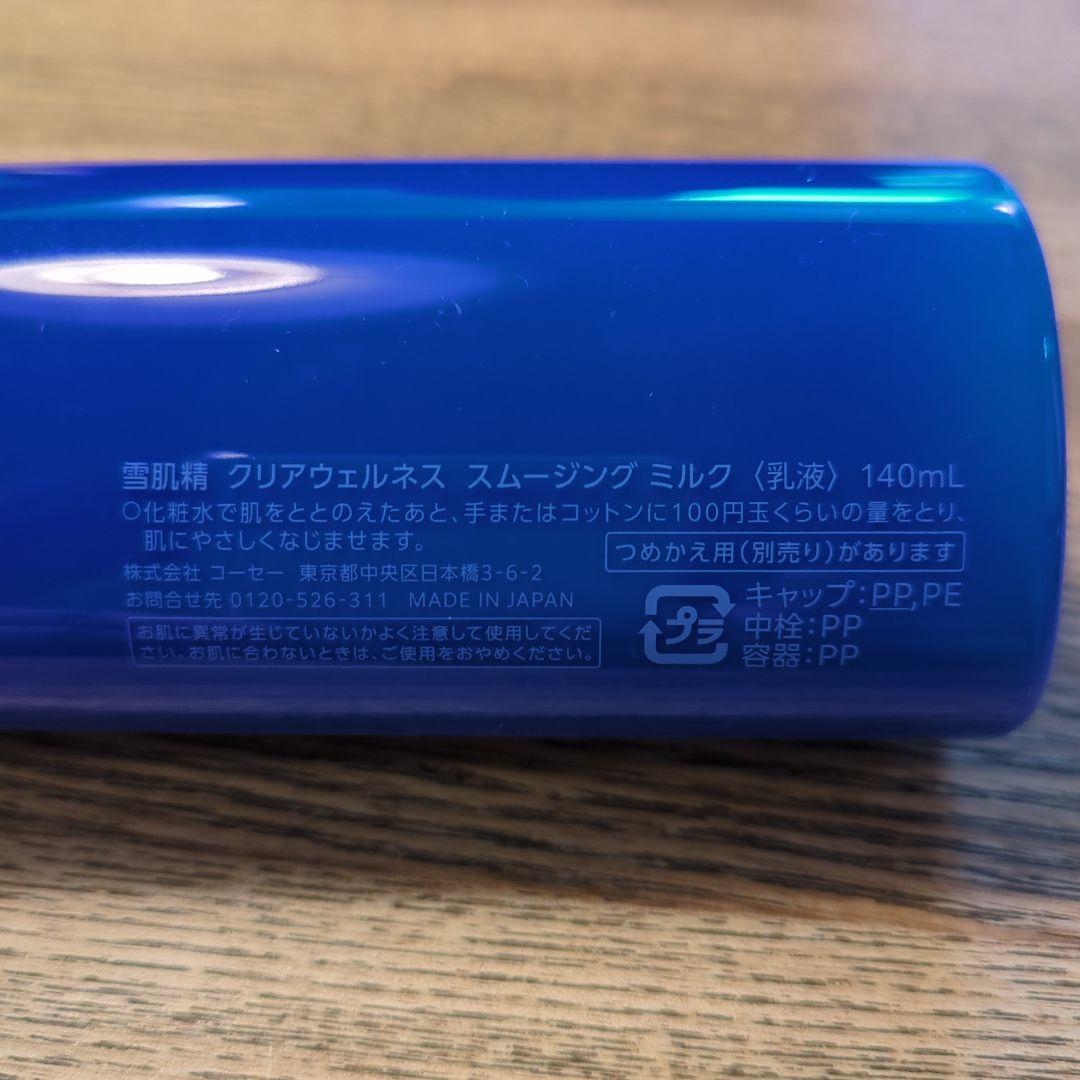 雪肌精 クリアウェルネス スムージング ミルク〈乳液〉 140mL
○化粧水で肌をととのえたあと、手またはコットンに100円玉くらいの量をとり、
肌にやさしくなじませます。
つめかえ用(別売り)があります
株式会社 コーセー 東京都中央区日本橋3-6-2
お問合せ先 0120-526-311 MADE IN JAPAN
お肌に異常が生じていないかよく注意して使用してくだ
さい。お肌に合わないときは、ご使用をおやめください。
プラ
キャップ:PP,PE
中栓:PP
容器:PP